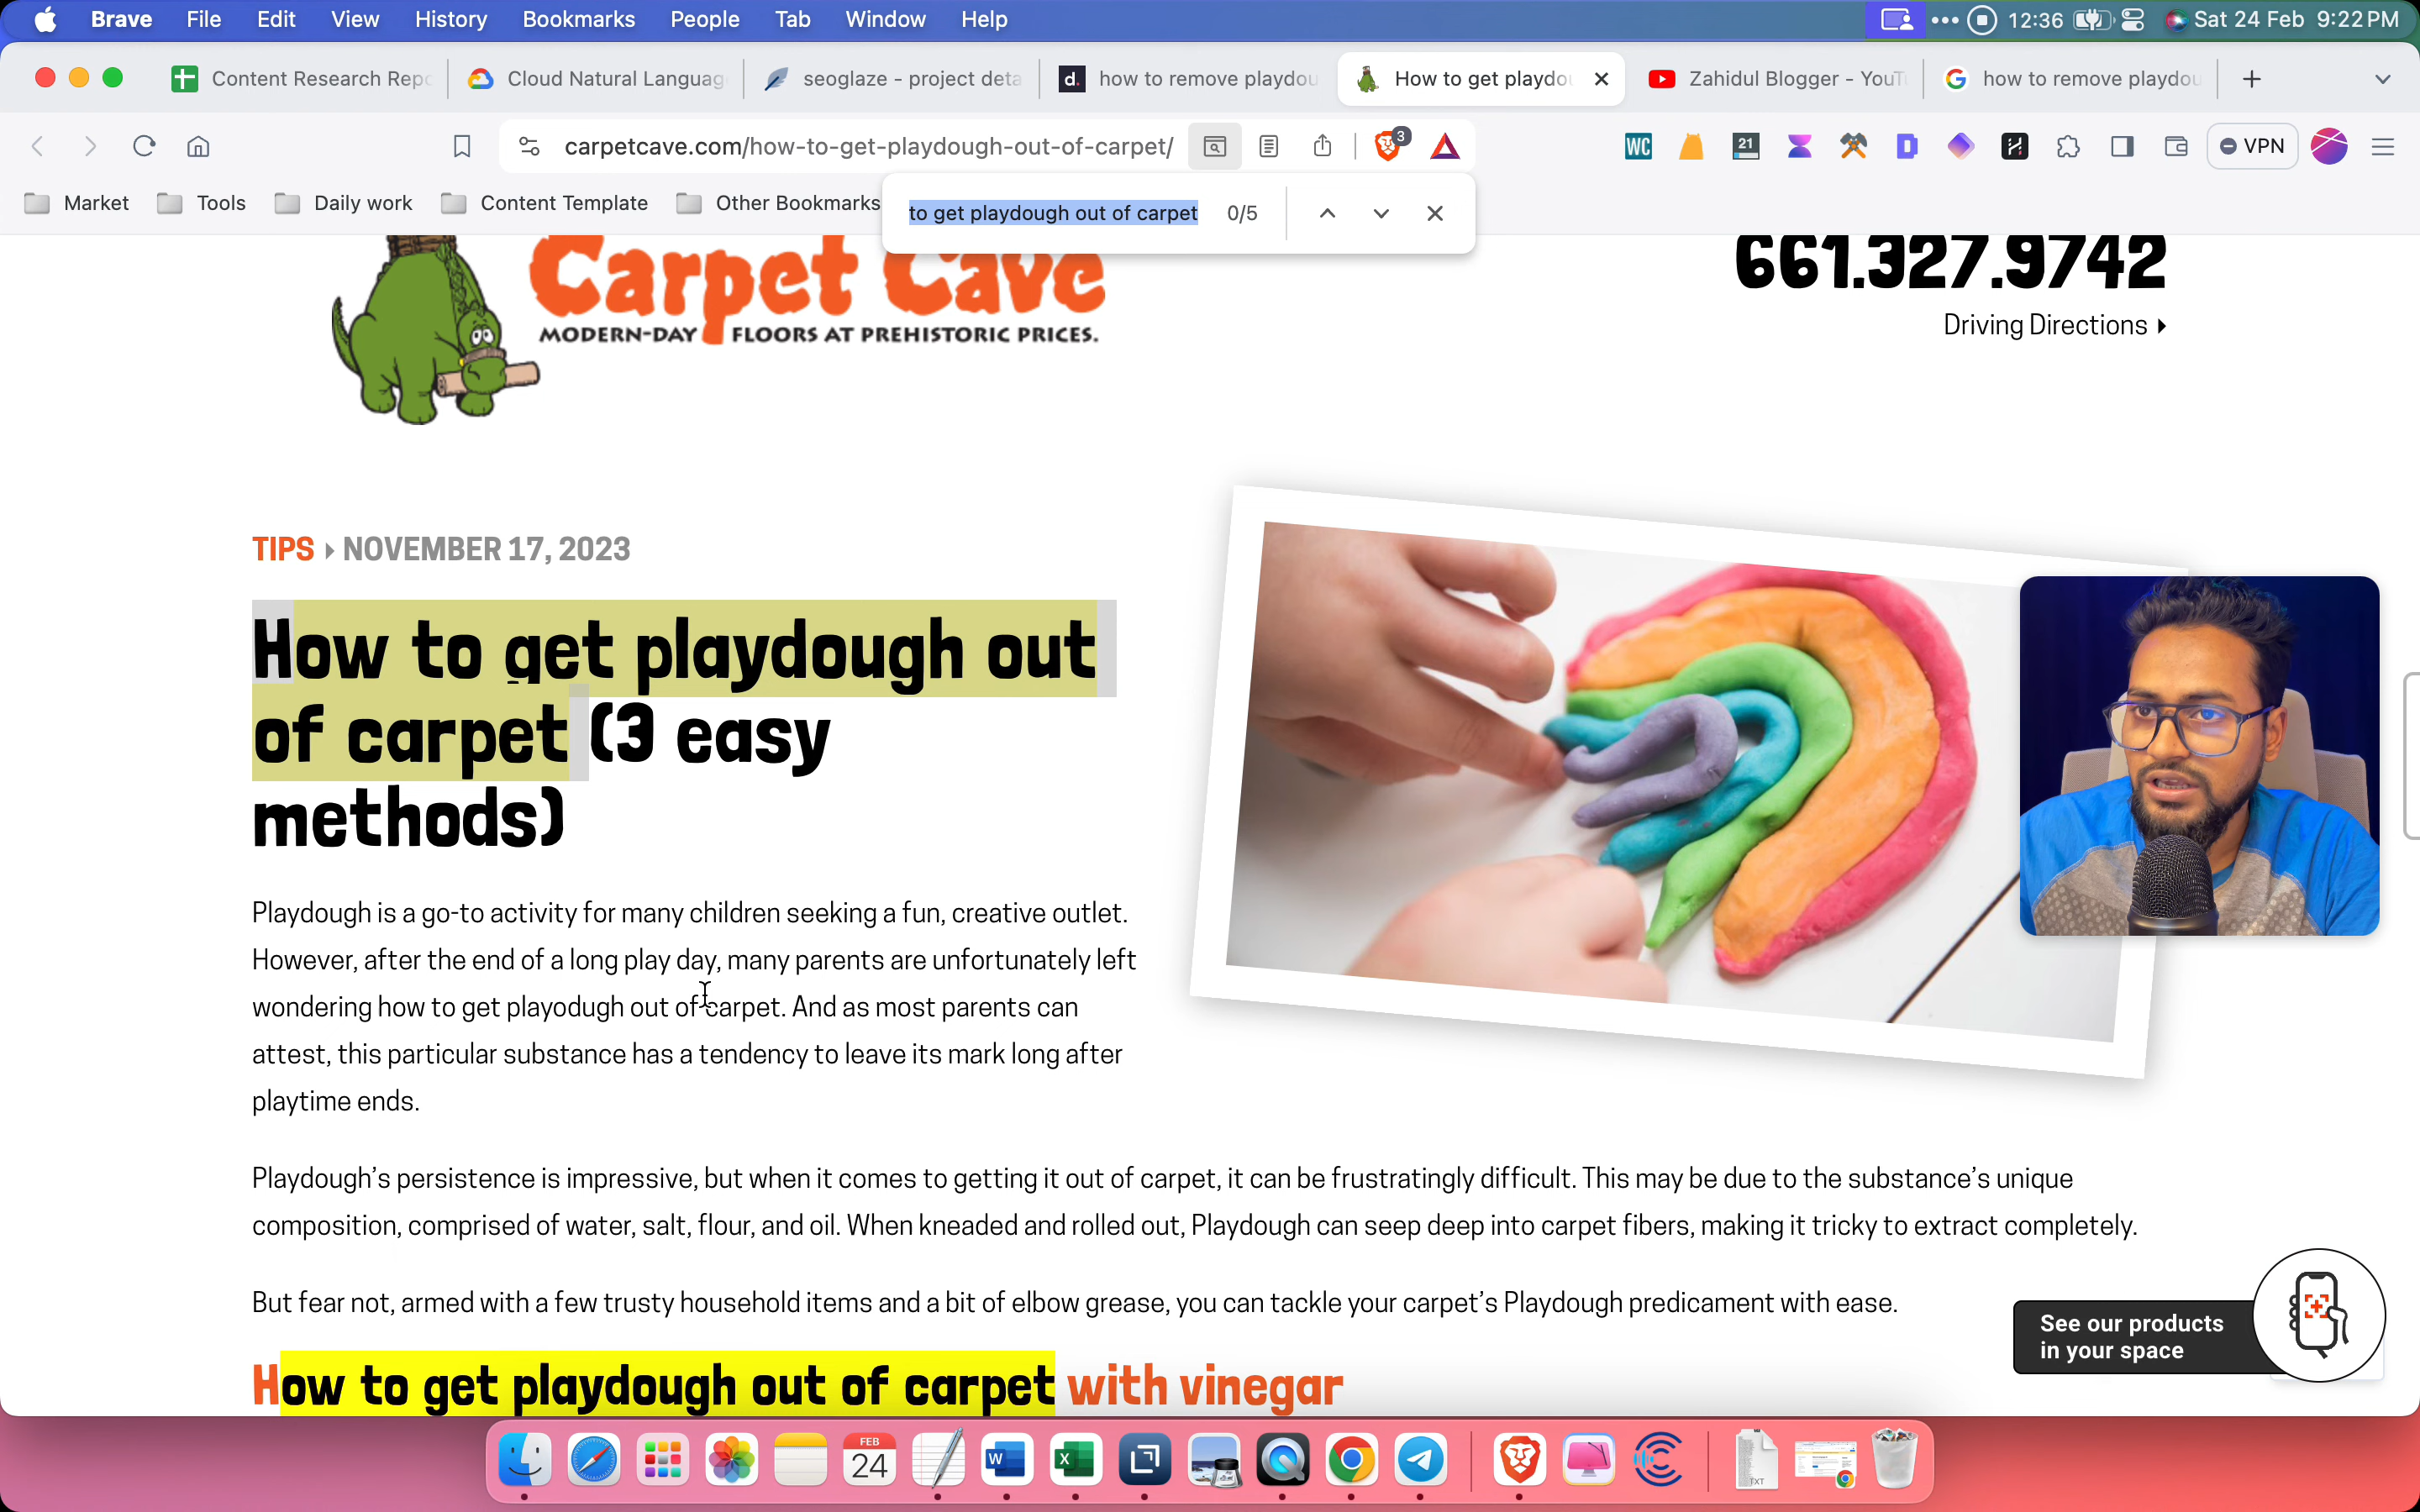 Brave File Edit View History Bookmarks People Tab Window Help 12:36 Sat 24 Feb 9:22 PM
Content Research Repo Cloud Natural Languag seoglaze - project deta how to remove playdou How to get playdou Zahidul Blogger - YouTu how to remove playdou
carpetcave.com/how-to-get-playdough-out-of-carpet/ 3 WC 21 VPN
Market Tools Daily work Content Template Other Bookmarks
to get playdough out of carpet 0/5
Carpet Cave
MODERN-DAY FLOORS AT PREHISTORIC PRICES.
661.327.9742
Driving Directions
TIPS NOVEMBER 17, 2023
How to get playdough out
of carpet (3 easy
methods)
Playdough is a go-to activity for many children seeking a fun, creative outlet.
However, after the end of a long play day, many parents are unfortunately left
wondering how to get playodugh out of carpet. And as most parents can
attest, this particular substance has a tendency to leave its mark long after
playtime ends.
Playdough's persistence is impressive, but when it comes to getting it out of carpet, it can be frustratingly difficult. This may be due to the substance's unique
composition, comprised of water, salt, flour, and oil. When kneaded and rolled out, Playdough can seep deep into carpet fibers, making it tricky to extract completely.
But fear not, armed with a few trusty household items and a bit of elbow grease, you can tackle your carpet's Playdough predicament with ease.
See our products
in your space
How to get playdough out of carpet with vinegar
FEB
24
TXT